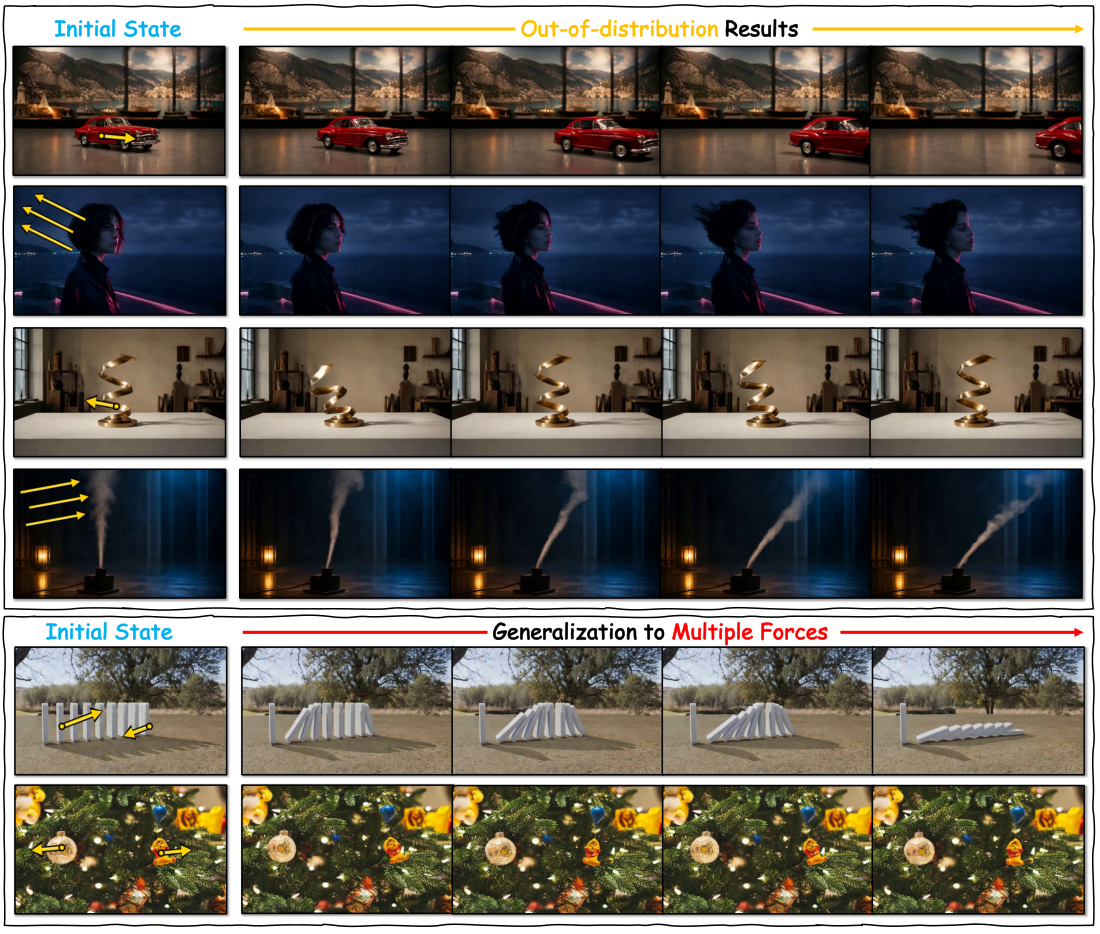 Initial State
Out-of-distribution Results
Initial State
Generalization to Multiple Forces